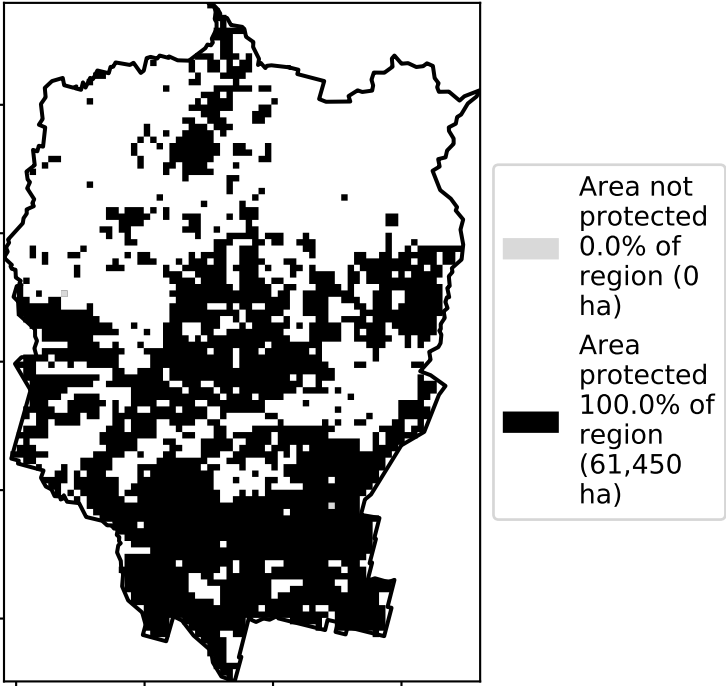 Area not
protected
0.0% of
region (0
ha)
Area
protected
100.0% of
region
(61,450
ha)